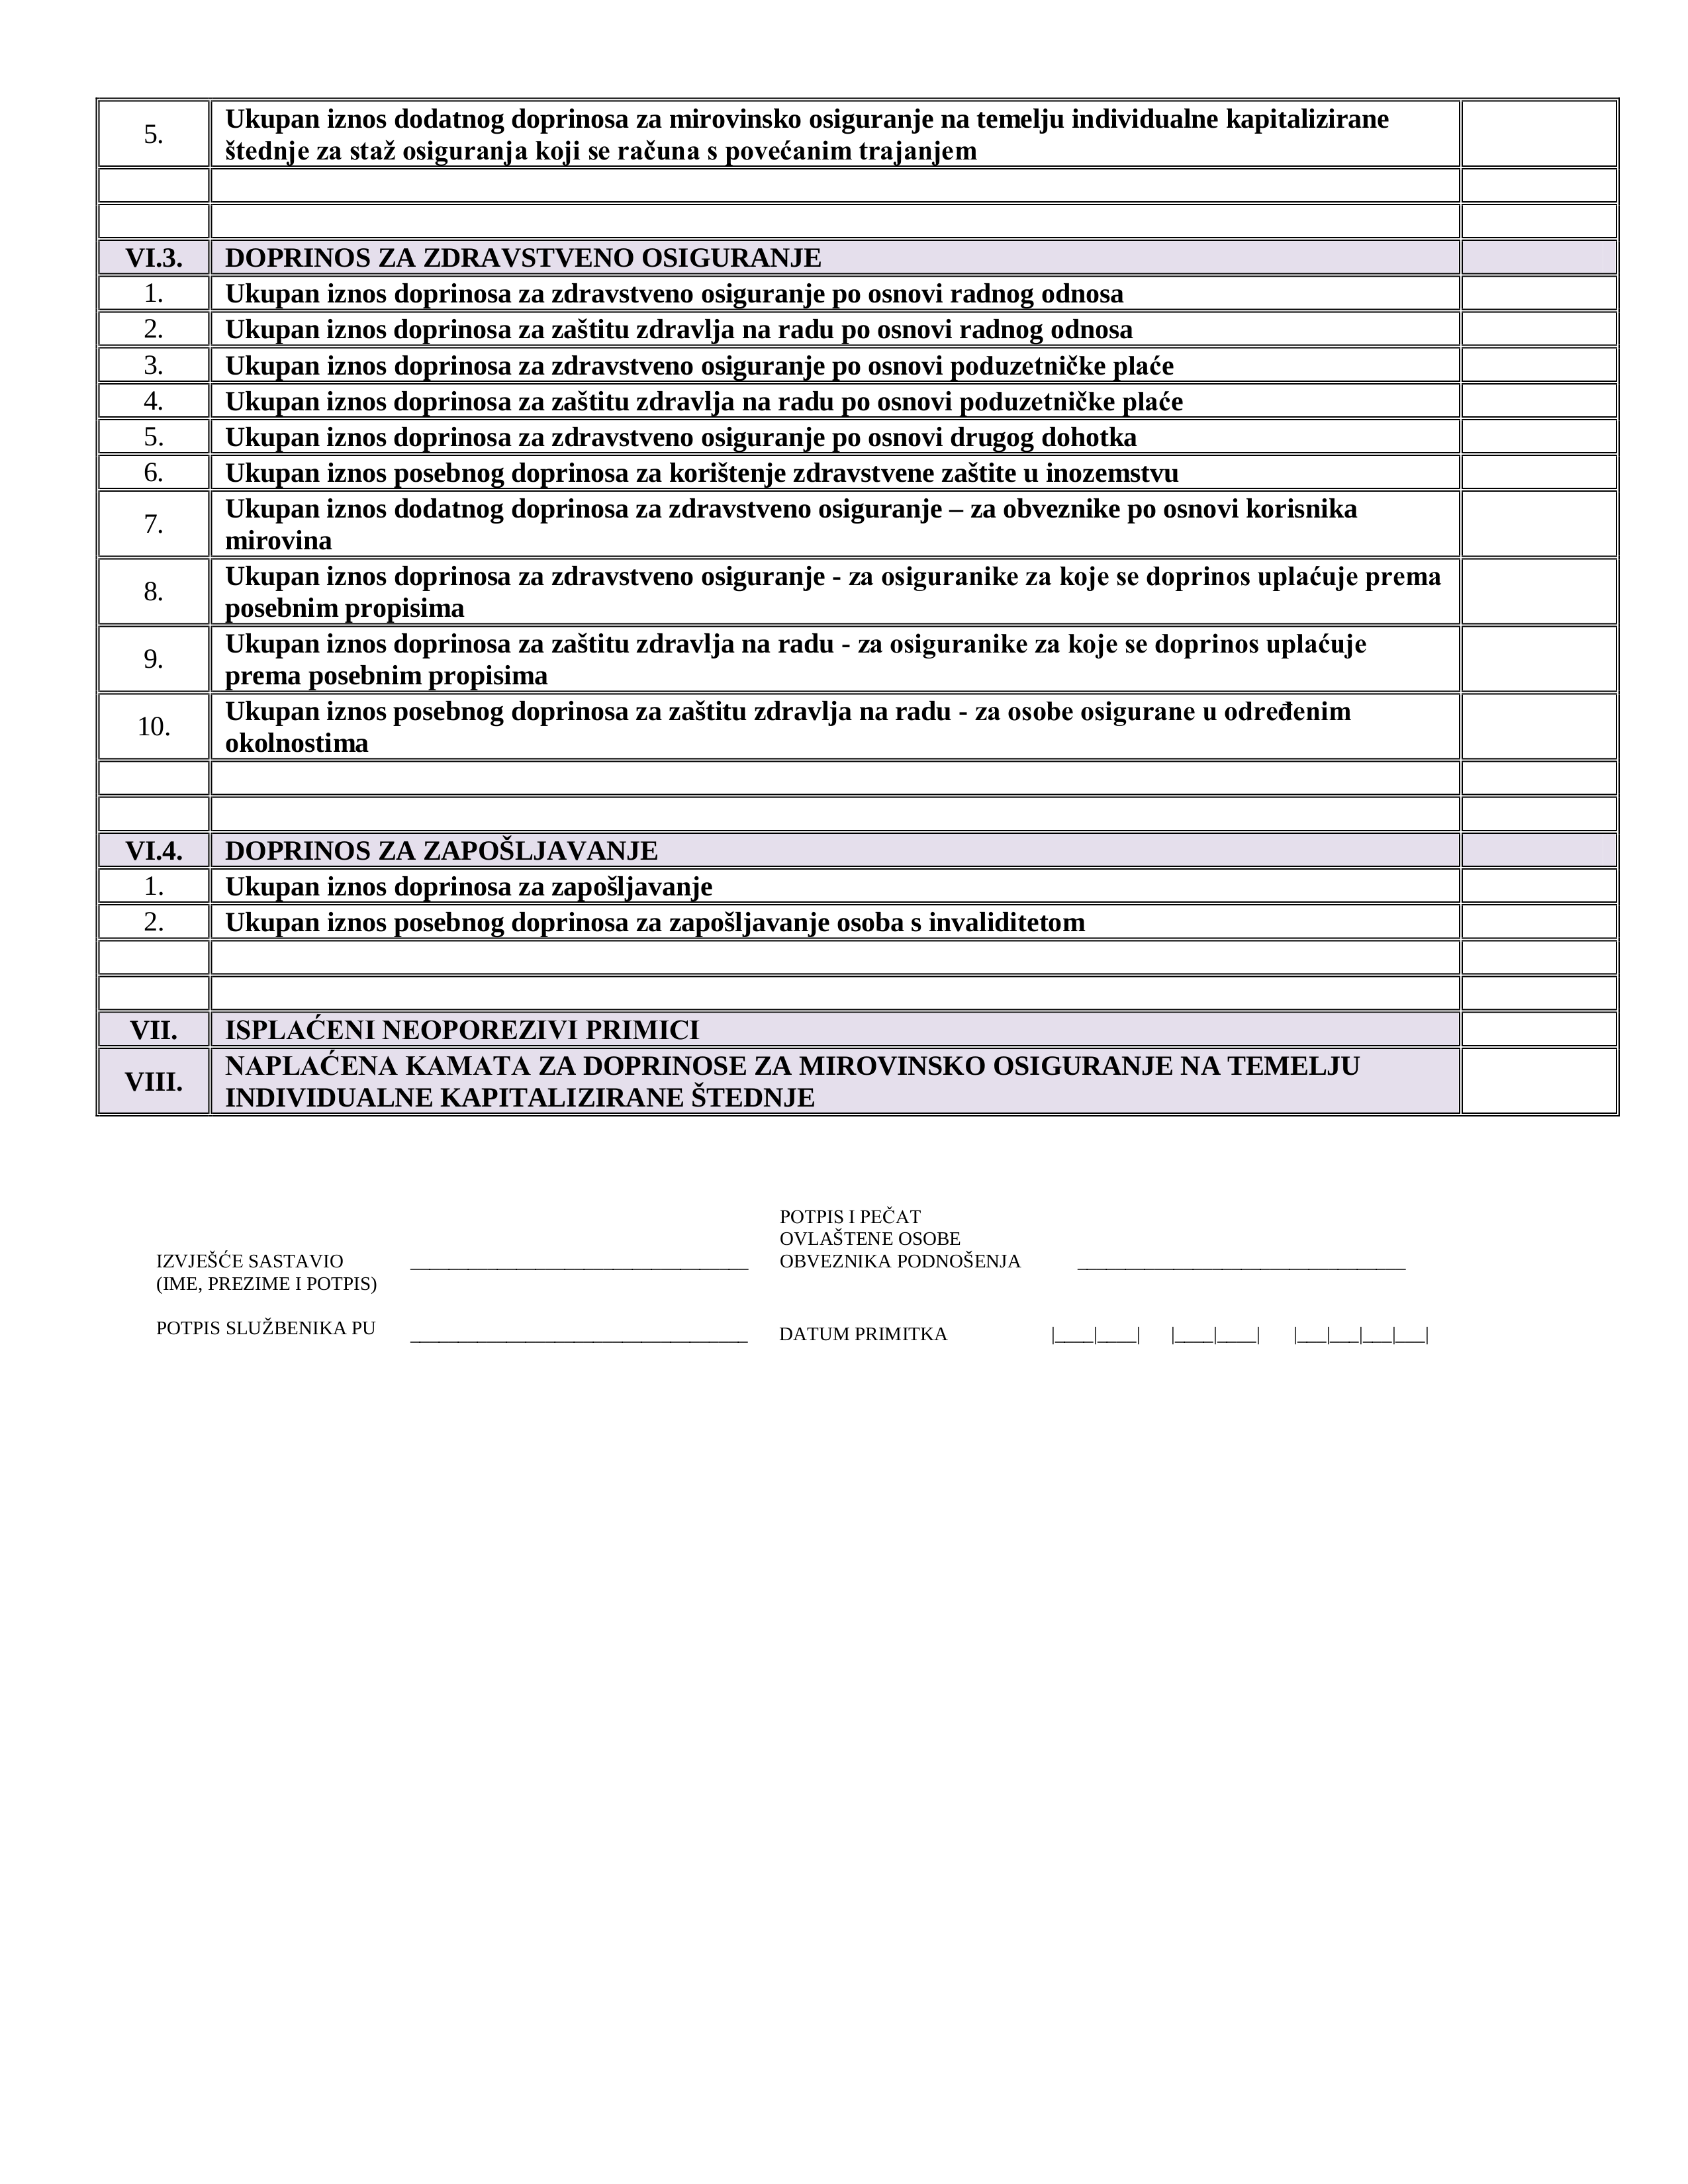 5.
Ukupan iznos dodatnog doprinosa za mirovinsko osiguranje na temelju individualne kapitalizirane
štednje za staž osiguranja koji se računa s povećanim trajanjem
VI.3. DOPRINOS ZA ZDRAVSTVENO OSIGURANJE
1. Ukupan iznos doprinosa za zdravstveno osiguranje po osnovi radnog odnosa
2. Ukupan iznos doprinosa za zaštitu zdravlja na radu po osnovi radnog odnosa
3. Ukupan iznos doprinosa za zdravstveno osiguranje po osnovi poduzetničke plaće
4. Ukupan iznos doprinosa za zaštitu zdravlja na radu po osnovi poduzetničke plaće
5. Ukupan iznos doprinosa za zdravstveno osiguranje po osnovi drugog dohotka
6. Ukupan iznos posebnog doprinosa za korištenje zdravstvene zaštite u inozemstvu
7.
Ukupan iznos dodatnog doprinosa za zdravstveno osiguranje – za obveznike po osnovi korisnika
mirovina
8.
Ukupan iznos doprinosa za zdravstveno osiguranje - za osiguranike za koje se doprinos uplaćuje prema
posebnim propisima
9.
Ukupan iznos doprinosa za zaštitu zdravlja na radu - za osiguranike za koje se doprinos uplaćuje
prema posebnim propisima
10.
Ukupan iznos posebnog doprinosa za zaštitu zdravlja na radu - za osobe osigurane u određenim
okolnostima
VI.4. DOPRINOS ZA ZAPOŠLJAVANJE
1. Ukupan iznos doprinosa za zapošljavanje
2. Ukupan iznos posebnog doprinosa za zapošljavanje osoba s invaliditetom
VII. ISPLAĆENI NEOPOREZIVI PRIMICI
VIII.
NAPLAĆENA KAMATA ZA DOPRINOSE ZA MIROVINSKO OSIGURANJE NA TEMELJU
INDIVIDUALNE KAPITALIZIRANE ŠTEDNJE
IZVJEŠĆE SASTAVIO
(IME, PREZIME I POTPIS)
POTPIS I PEČAT
OVLAŠTENE OSOBE
OBVEZNIKA PODNOŠENJA
POTPIS SLUŽBENIKA PU
DATUM PRIMITKA |____|____| |____|____| |___|___|___|___|